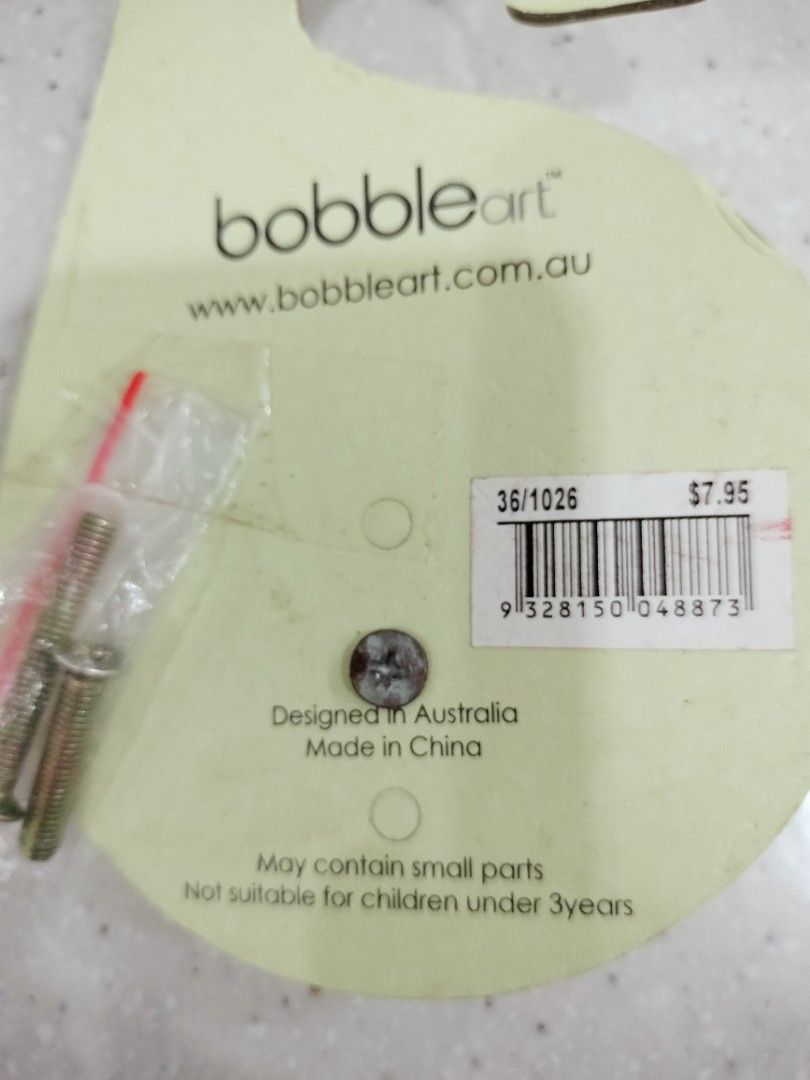 bobbleart™
www.bobbleart.com.au
36/1026 $7.95
9 328150 048873
Designed in Australia
Made in China
May contain small parts
Not suitable for children under 3years